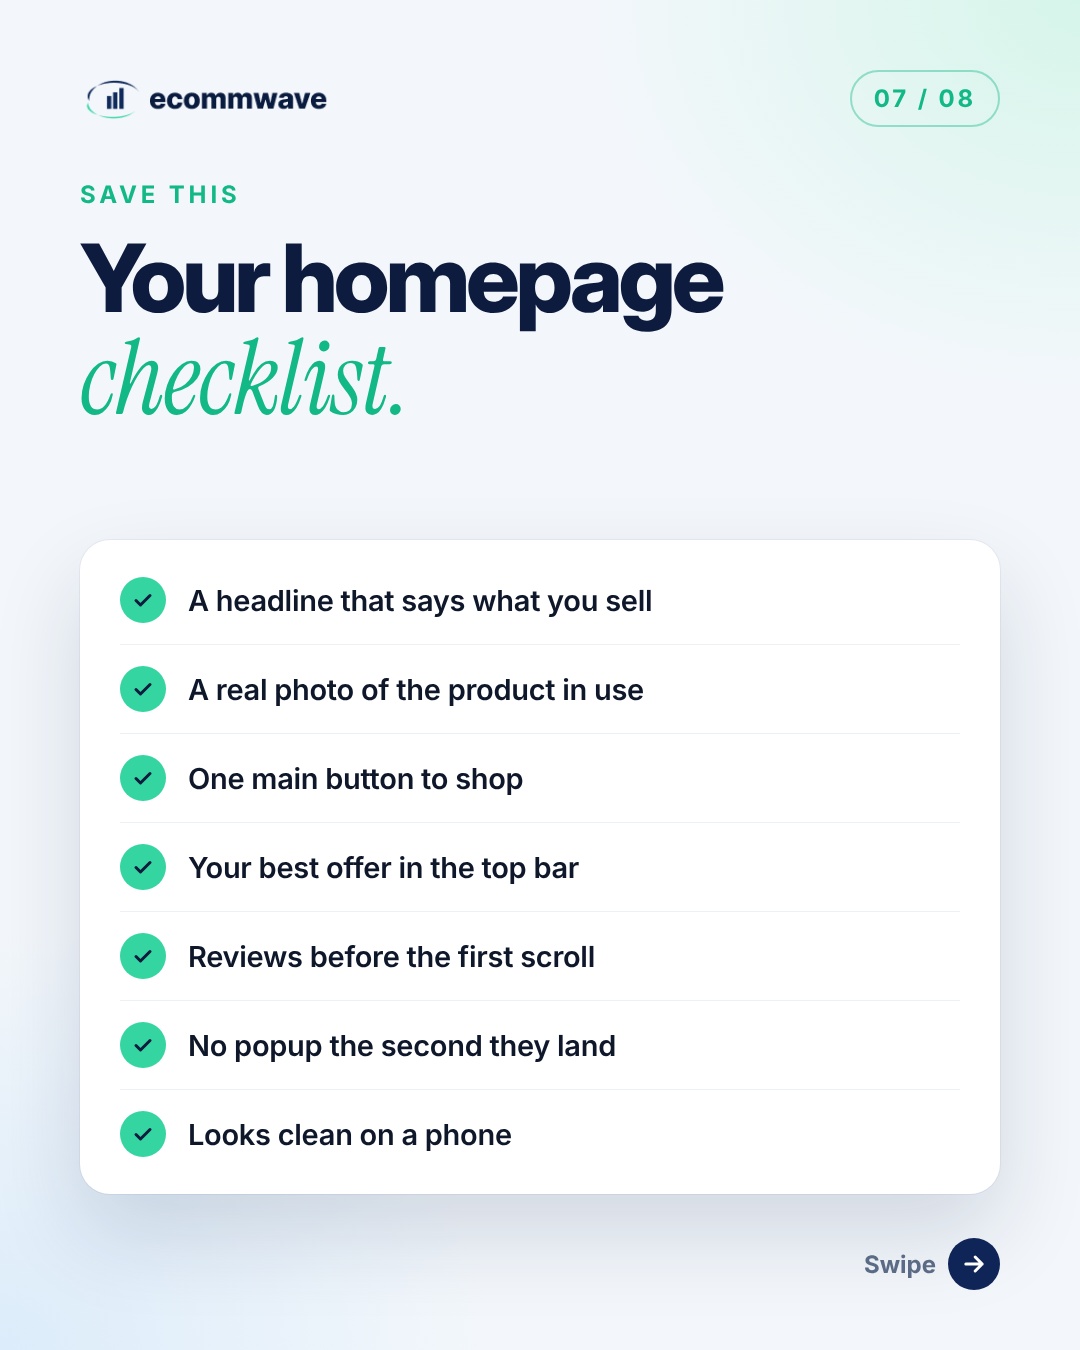 ecommwave
07 / 08
SAVE THIS
Your homepage
checklist.
A headline that says what you sell
A real photo of the product in use
One main button to shop
Your best offer in the top bar
Reviews before the first scroll
No popup the second they land
Looks clean on a phone
Swipe